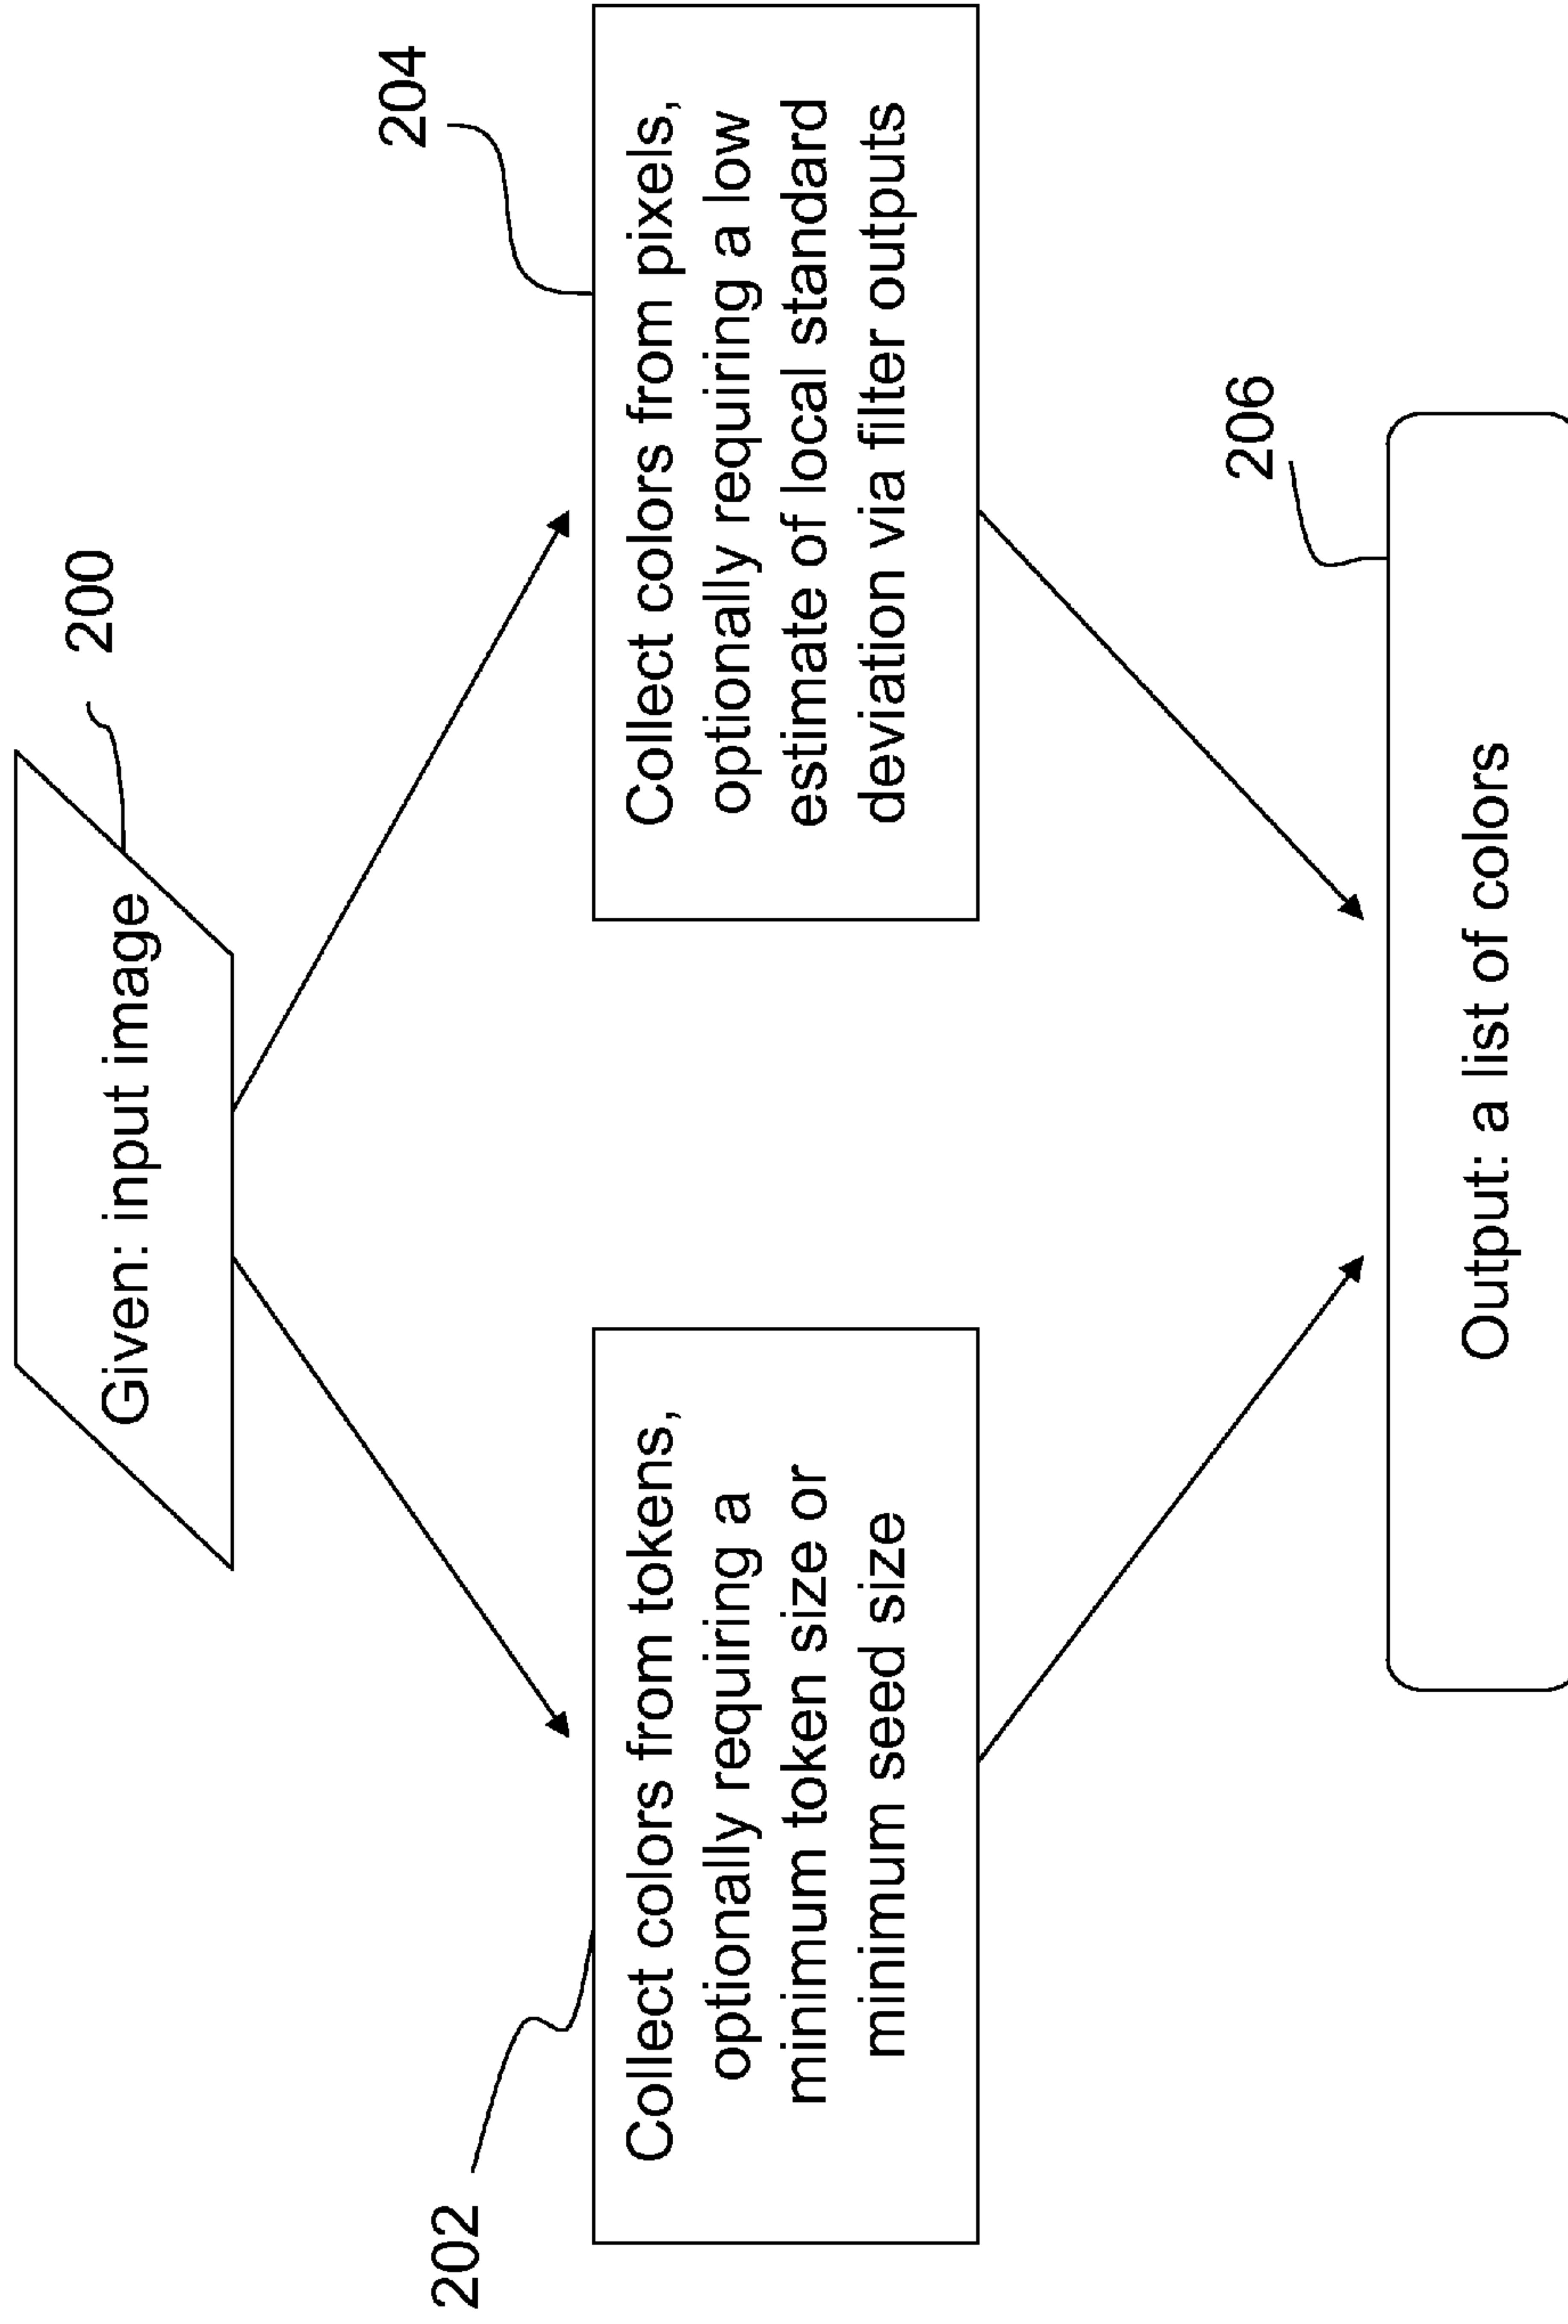 Given: input image
200
202
Collect colors from tokens,
optionally requiring a
minimum token size or
minimum seed size
204
Collect colors from pixels,
optionally requiring a low
estimate of local standard
deviation via filter outputs
206
Output: a list of colors